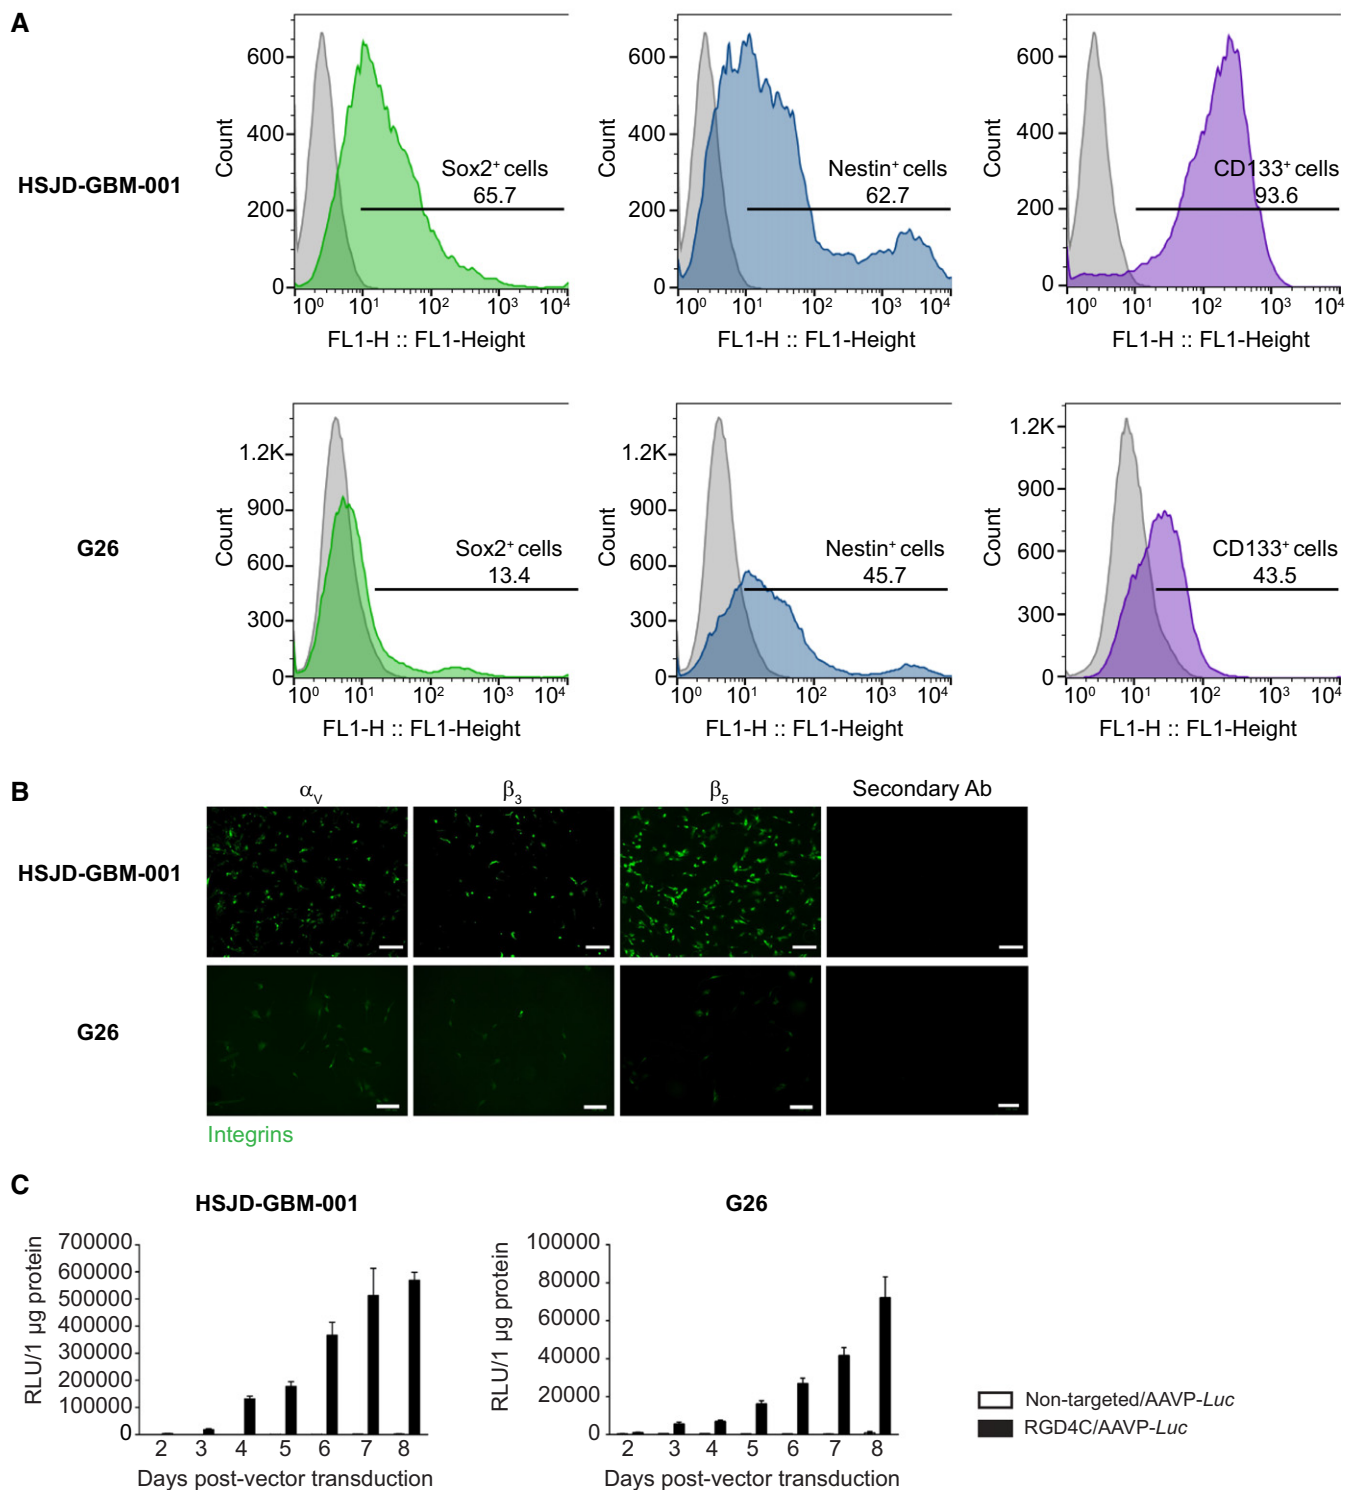 A
HSJD-GBM-001
Count
600
400
200
0
Sox2⁺ cells
65.7
10⁰ 10¹ 10² 10³ 10⁴
FL1-H :: FL1-Height
Count
600
400
200
0
Nestin⁺ cells
62.7
10⁰ 10¹ 10² 10³ 10⁴
FL1-H :: FL1-Height
Count
600
400
200
0
CD133⁺ cells
93.6
10⁰ 10¹ 10² 10³ 10⁴
FL1-H :: FL1-Height
G26
Count
1.2K
900
600
300
0
Sox2⁺ cells
13.4
10⁰ 10¹ 10² 10³ 10⁴
FL1-H :: FL1-Height
Count
1.2K
900
600
300
0
Nestin⁺ cells
45.7
10⁰ 10¹ 10² 10³ 10⁴
FL1-H :: FL1-Height
Count
1.2K
900
600
300
0
CD133⁺ cells
43.5
10⁰ 10¹ 10² 10³ 10⁴
FL1-H :: FL1-Height
B
αV β3 β5 Secondary Ab
HSJD-GBM-001
G26
Integrins
C
HSJD-GBM-001
RLU/1 µg protein
700000
600000
500000
400000
300000
200000
100000
0
2 3 4 5 6 7 8
Days post-vector transduction
G26
RLU/1 µg protein
100000
80000
60000
40000
20000
0
2 3 4 5 6 7 8
Days post-vector transduction
Non-targeted/AAVP-Luc
RGD4C/AAVP-Luc